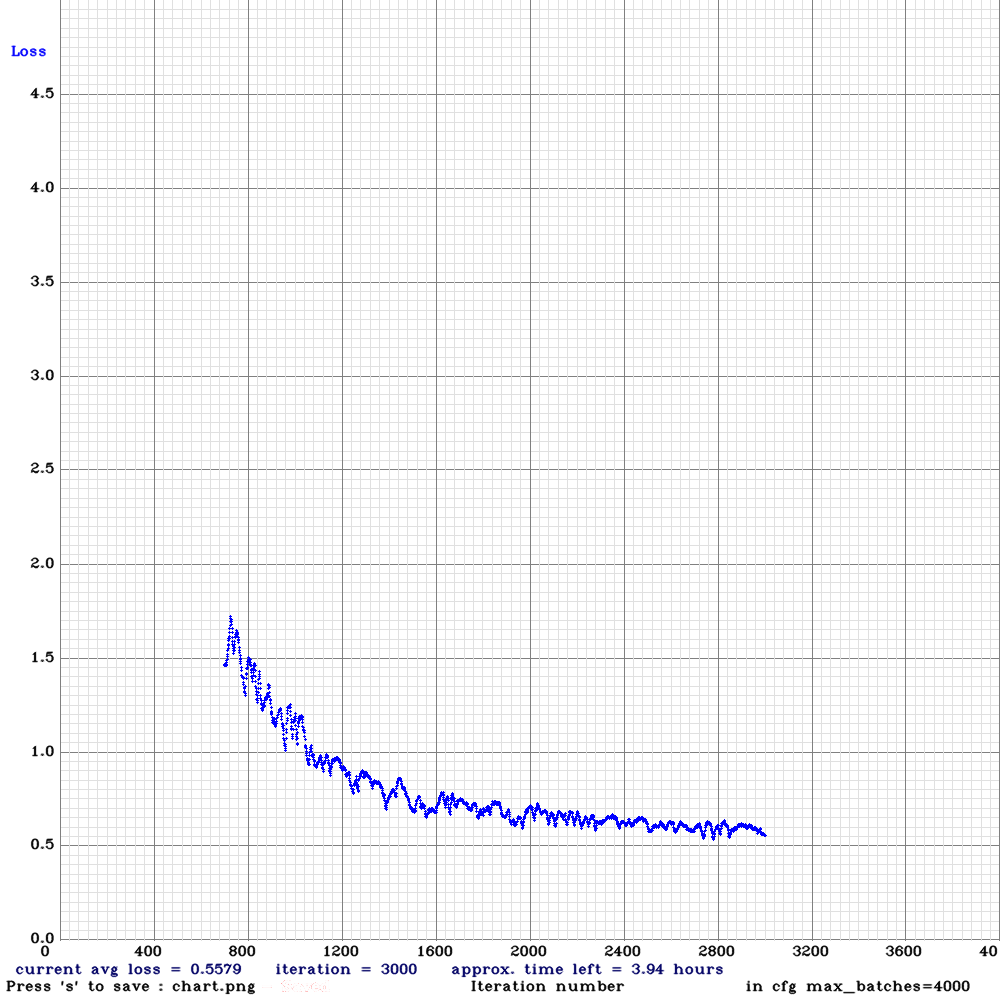 Loss
4.5
4.0
3.5
3.0
2.5
2.0
1.5
1.0
0.5
0.0
0 400 800 1200 1600 2000 2400 2800 3200 3600 40
current avg loss = 0.5579 iteration = 3000 approx. time left = 3.94 hours
Press 's' to save : chart.png Iteration number in cfg max_batches=4000